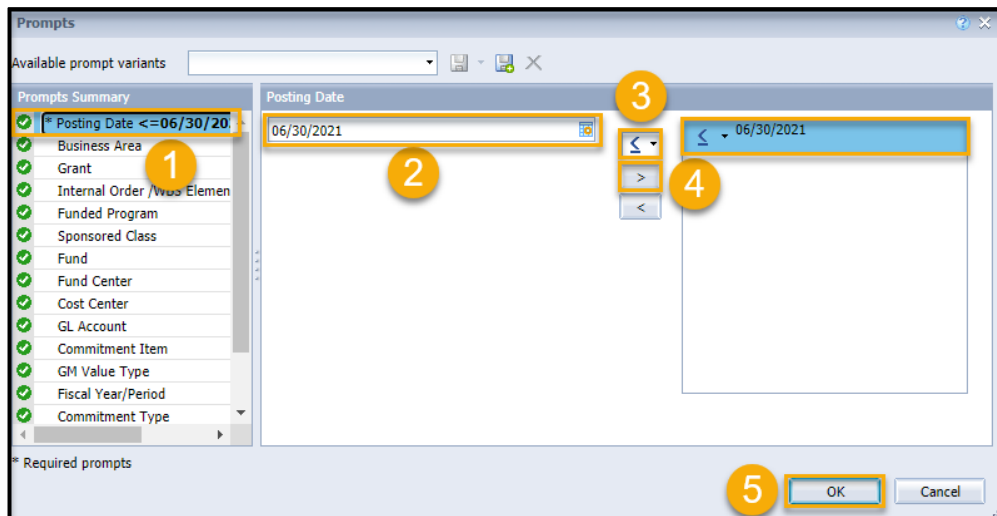 Prompts
Available prompt variants
Prompts Summary
Posting Date
* Posting Date <=06/30/20
Business Area
Grant
Internal Order /WBS Elemen
Funded Program
Sponsored Class
Fund
Fund Center
Cost Center
GL Account
Commitment Item
GM Value Type
Fiscal Year/Period
Commitment Type
1
06/30/2021
2
3
≤
>
<
4
≤ 06/30/2021
* Required prompts
5
OK
Cancel